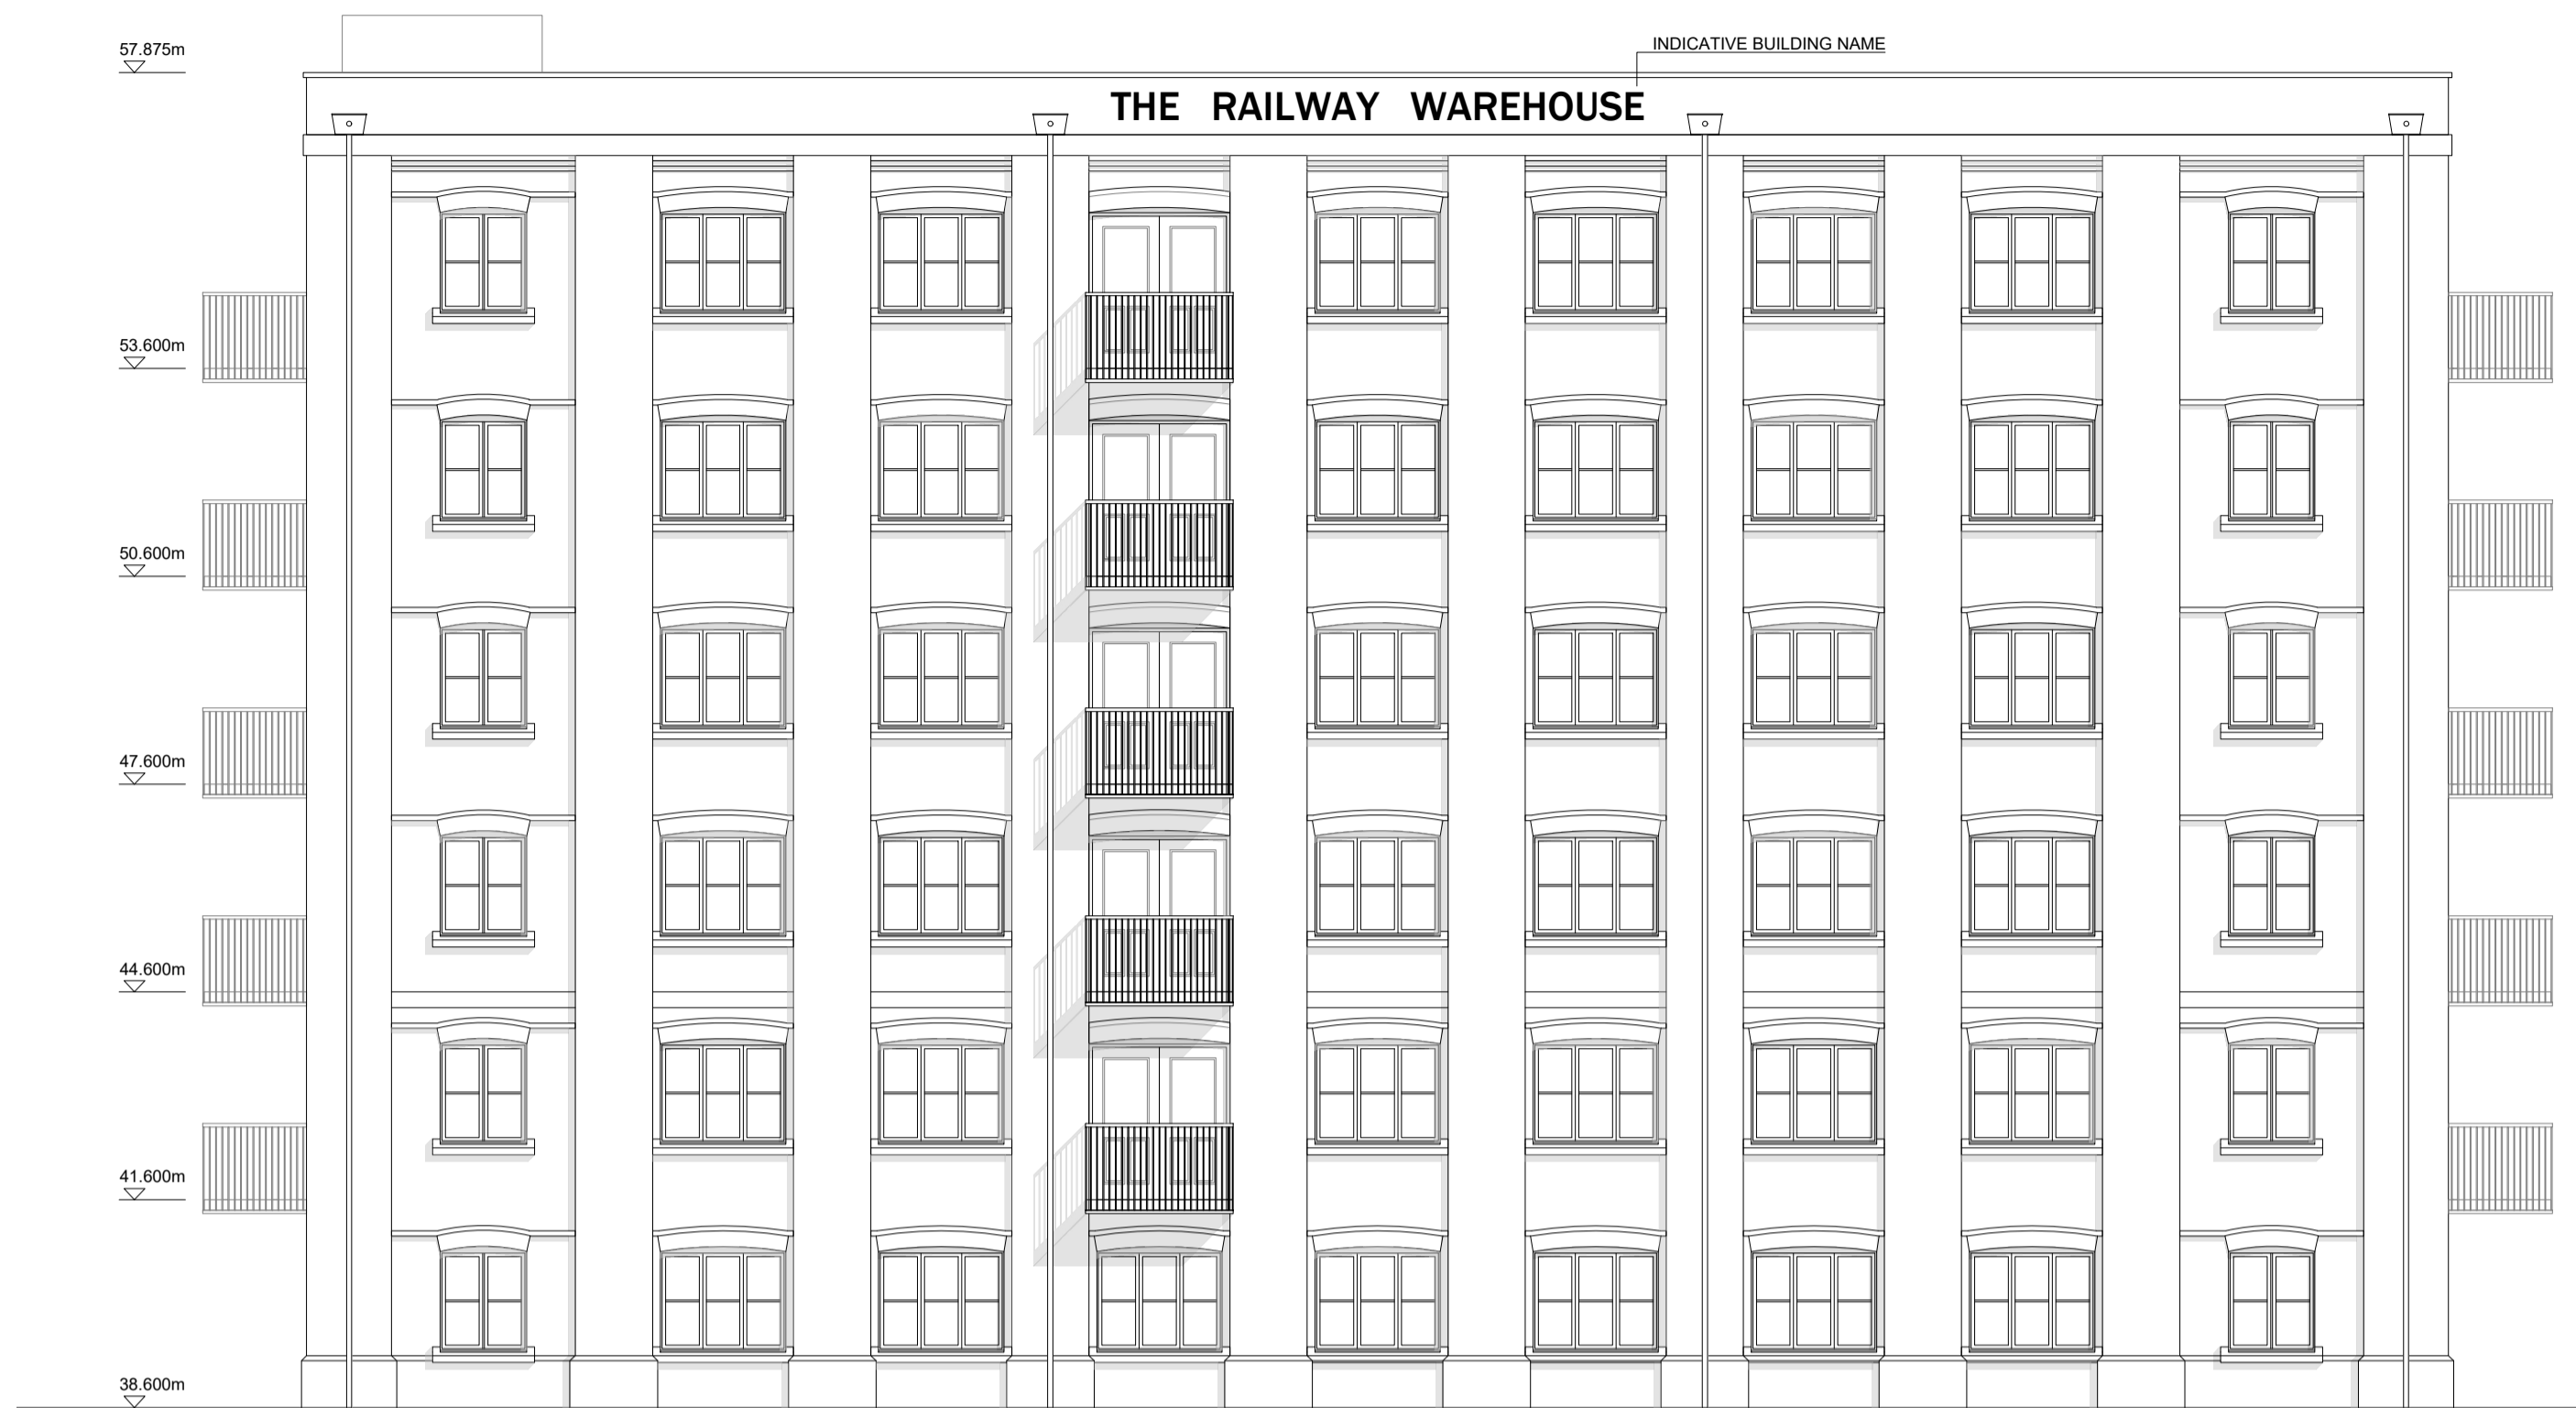 57.875m
INDICATIVE BUILDING NAME
THE RAILWAY WAREHOUSE
53.600m
50.600m
47.600m
44.600m
41.600m
38.600m